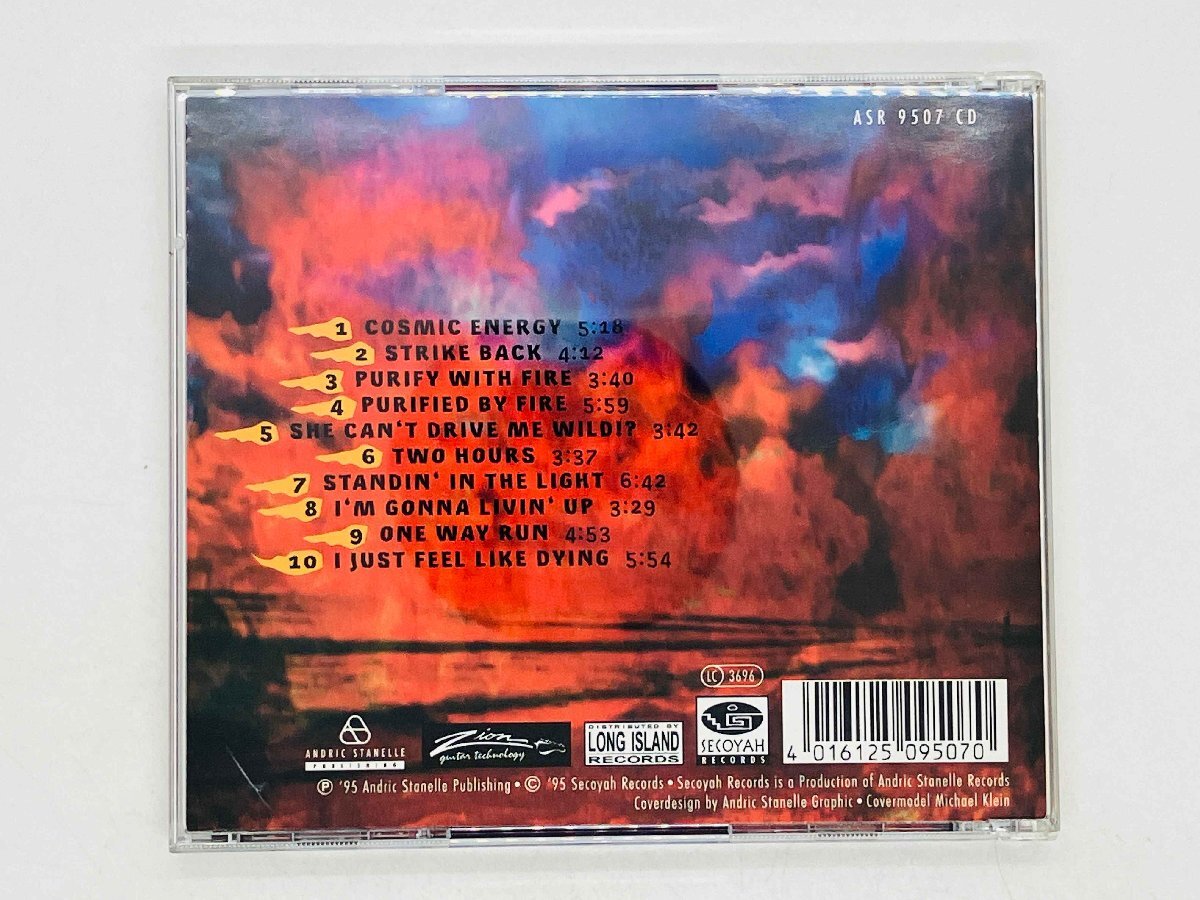 ASR 9507 CD
1 COSMIC ENERGY 5:18
2 STRIKE BACK 4:12
3 PURIFY WITH FIRE 3:40
4 PURIFIED BY FIRE 5:59
5 SHE CAN'T DRIVE ME WILD!? 3:42
6 TWO HOURS 3:37
7 STANDIN' IN THE LIGHT 6:42
8 I'M GONNA LIVIN' UP 3:29
9 ONE WAY RUN 4:53
10 I JUST FEEL LIKE DYING 5:54
LC 3696
ANDRIC STANELLE
PUBLISHING
Zion
guitar technology
DISTRIBUTED BY
LONG ISLAND
RECORDS
SECOYAH
RECORDS
4 016125 095070
℗ '95 Andric Stanelle Publishing • © '95 Secoyah Records • Secoyah Records is a Production of Andric Stanelle Records
Coverdesign by Andric Stanelle Graphic • Covermodel Michael Klein